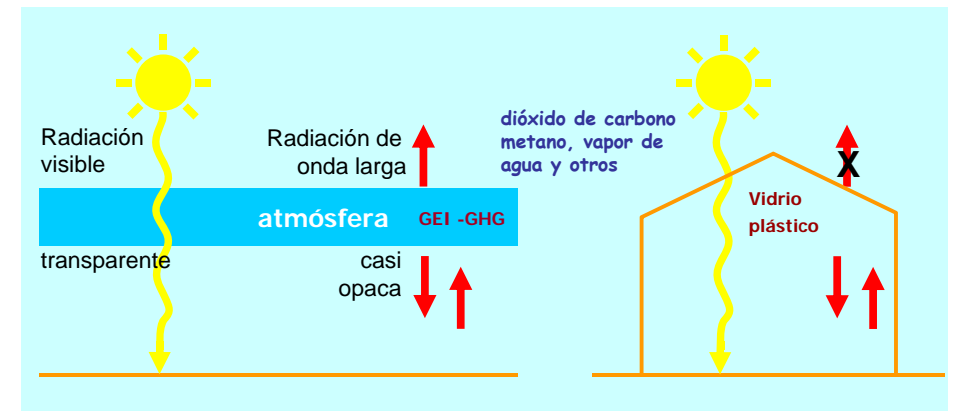 Radiación
visible
Radiación de
onda larga
dióxido de carbono
metano, vapor de
agua y otros
atmósfera
GEI -GHG
transparente
casi
opaca
X
Vidrio
plástico